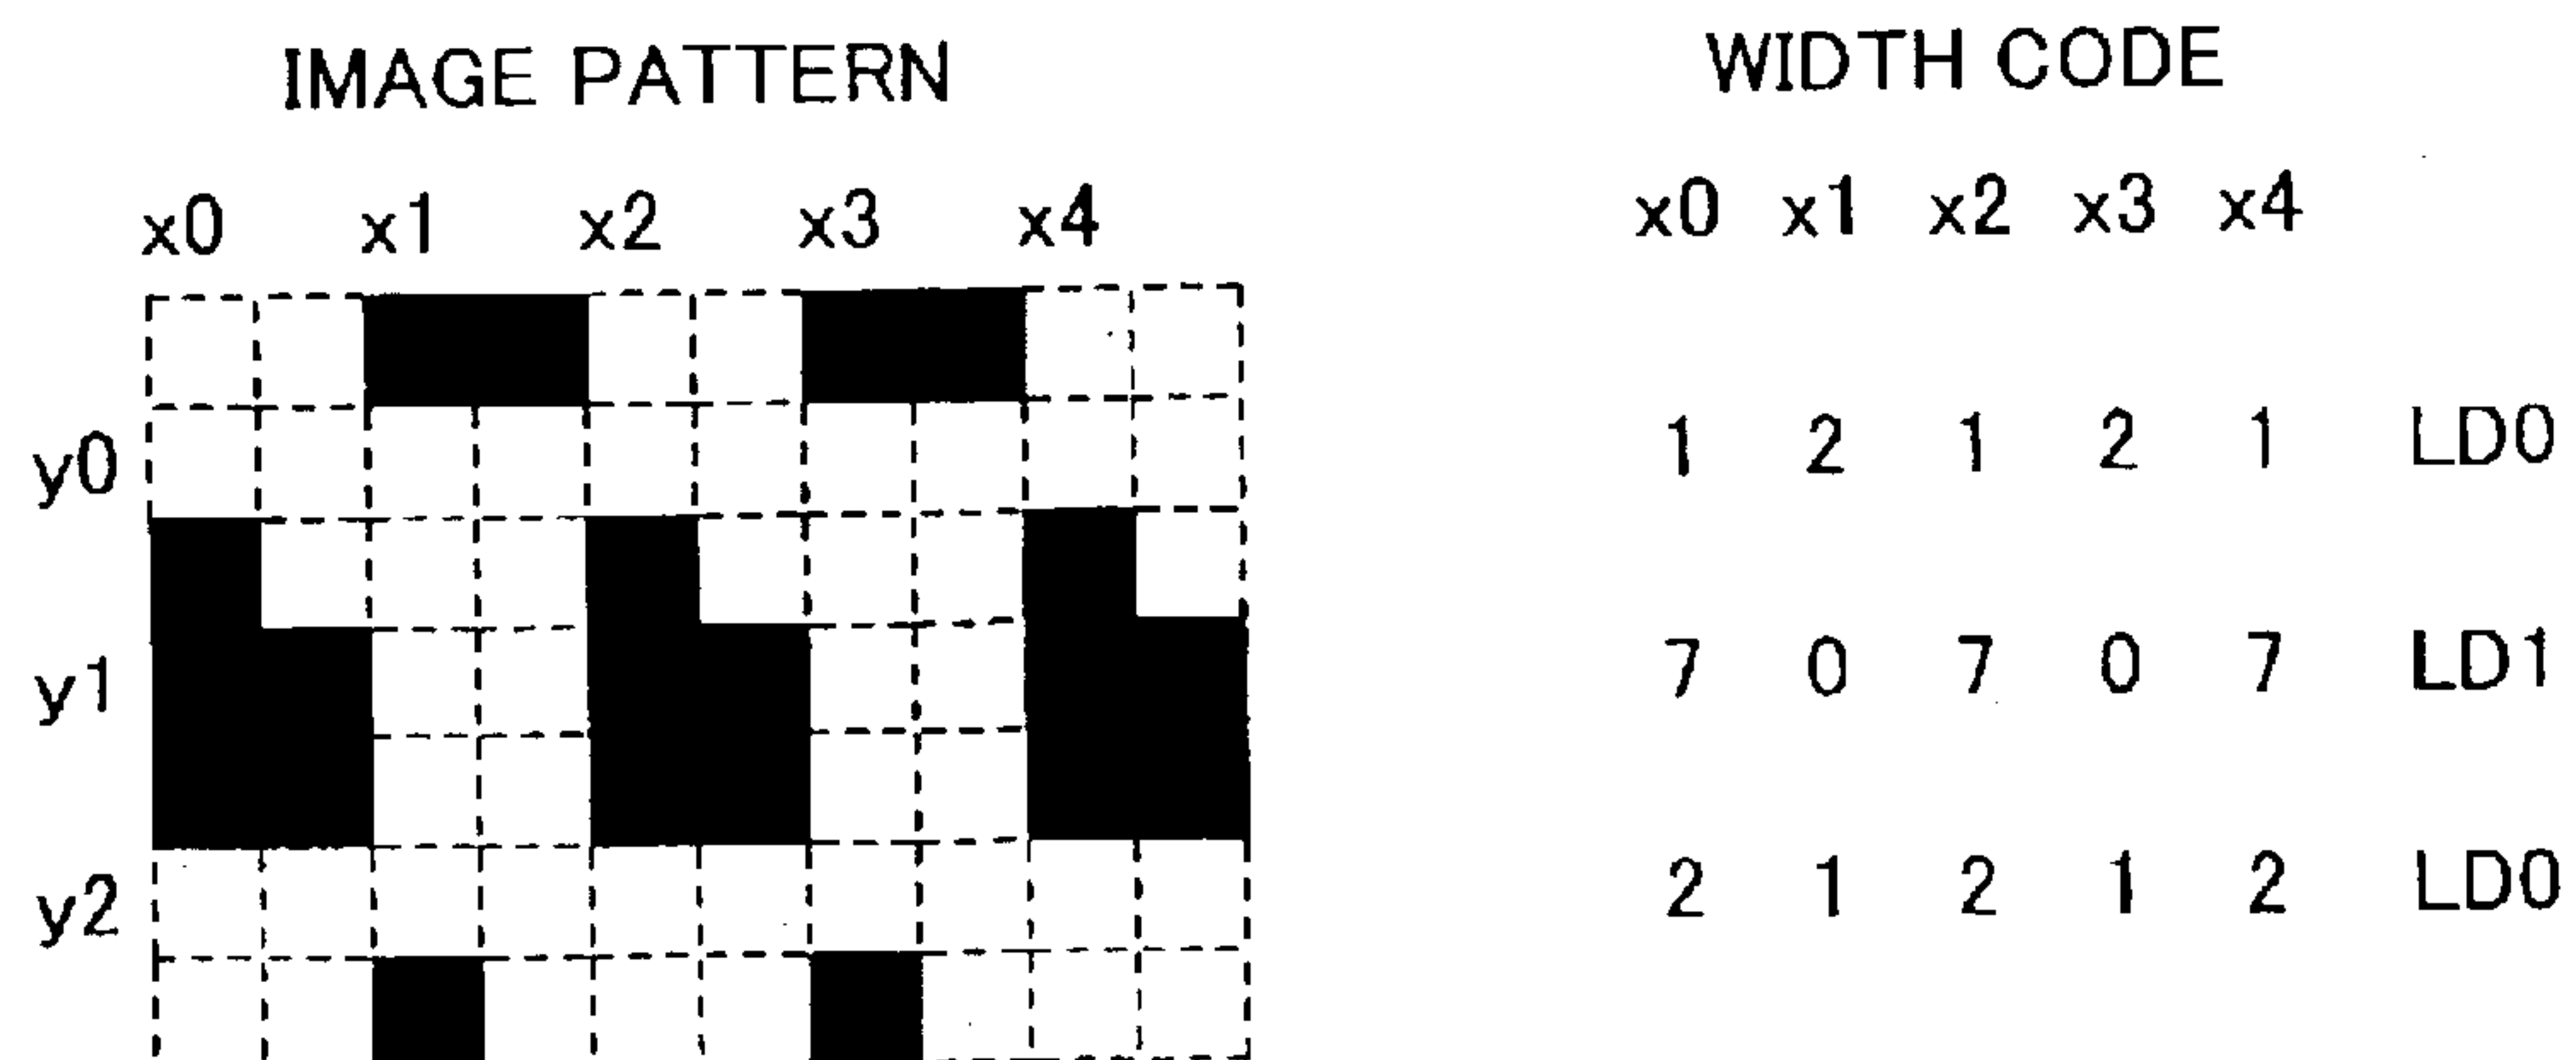 IMAGE PATTERN WIDTH CODE
x0 x1 x2 x3 x4 x0 x1 x2 x3 x4
y0 1 2 1 2 1 LD0
y1 7 0 7 0 7 LD1
y2 2 1 2 1 2 LD0